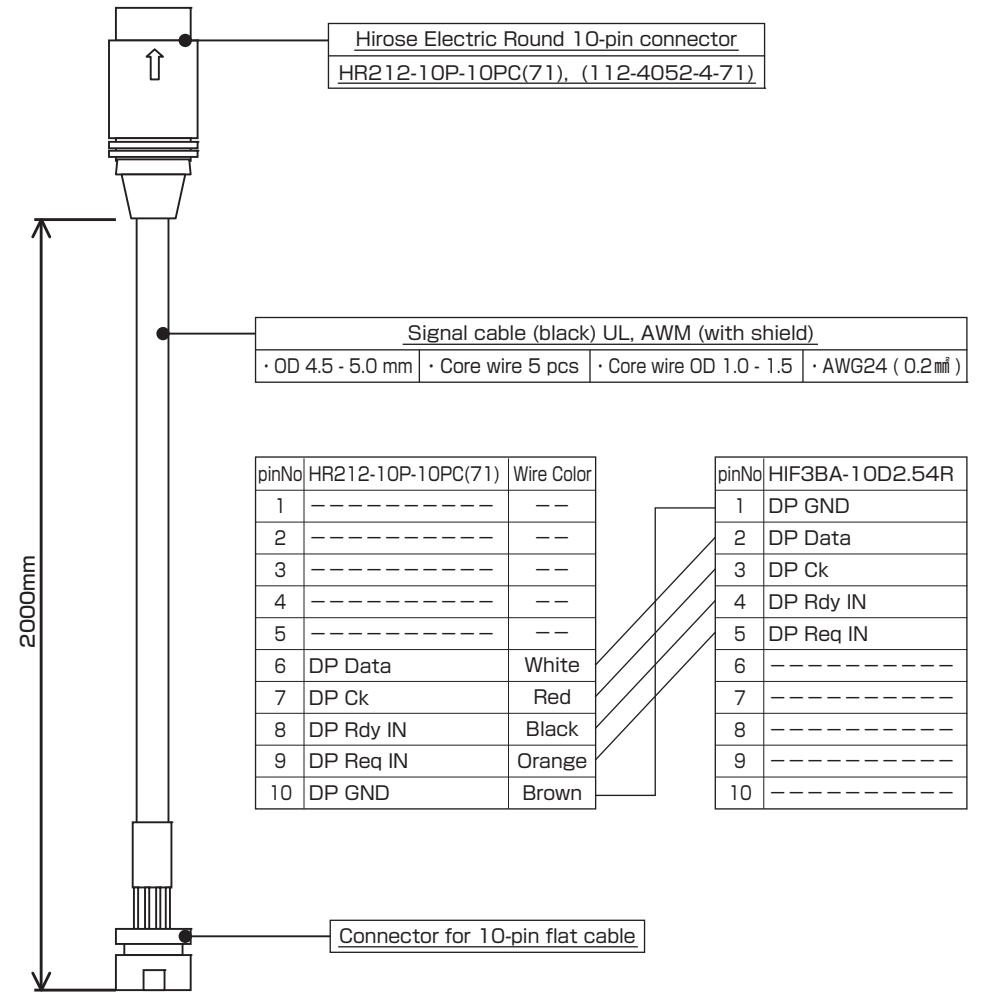 Hirose Electric Round 10-pin connector
HR212-10P-10PC(71), (112-4052-4-71)
Signal cable (black) UL, AWM (with shield)
・OD 4.5 - 5.0 mm ・Core wire 5 pcs ・Core wire OD 1.0 - 1.5 ・AWG24 ( 0.2㎟ )
2000mm
pinNo HR212-10P-10PC(71) Wire Color
1 −−−−−−−−−− −−
2 −−−−−−−−−− −−
3 −−−−−−−−−− −−
4 −−−−−−−−−− −−
5 −−−−−−−−−− −−
6 DP Data White
7 DP Ck Red
8 DP Rdy IN Black
9 DP Req IN Orange
10 DP GND Brown
pinNo HIF3BA-10D2.54R
1 DP GND
2 DP Data
3 DP Ck
4 DP Rdy IN
5 DP Req IN
6 −−−−−−−−−−
7 −−−−−−−−−−
8 −−−−−−−−−−
9 −−−−−−−−−−
10 −−−−−−−−−−
Connector for 10-pin flat cable